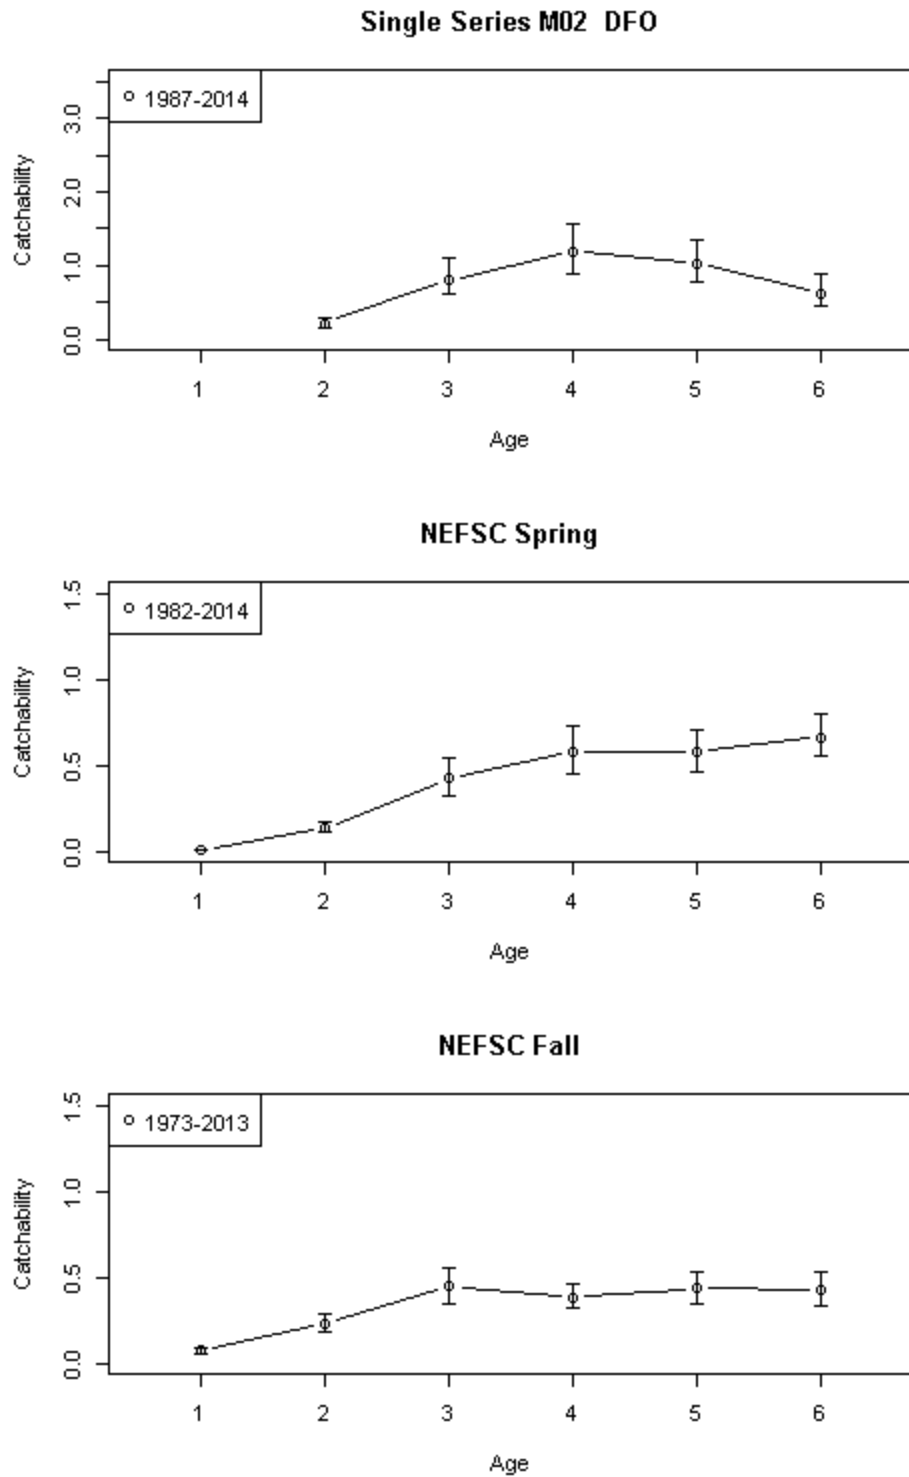 Single Series M02 DFO
1987-2014
Catchability
0.0 1.0 2.0 3.0
1 2 3 4 5 6
Age
NEFSC Spring
1982-2014
Catchability
0.0 0.5 1.0 1.5
1 2 3 4 5 6
Age
NEFSC Fall
1973-2013
Catchability
0.0 0.5 1.0 1.5
1 2 3 4 5 6
Age